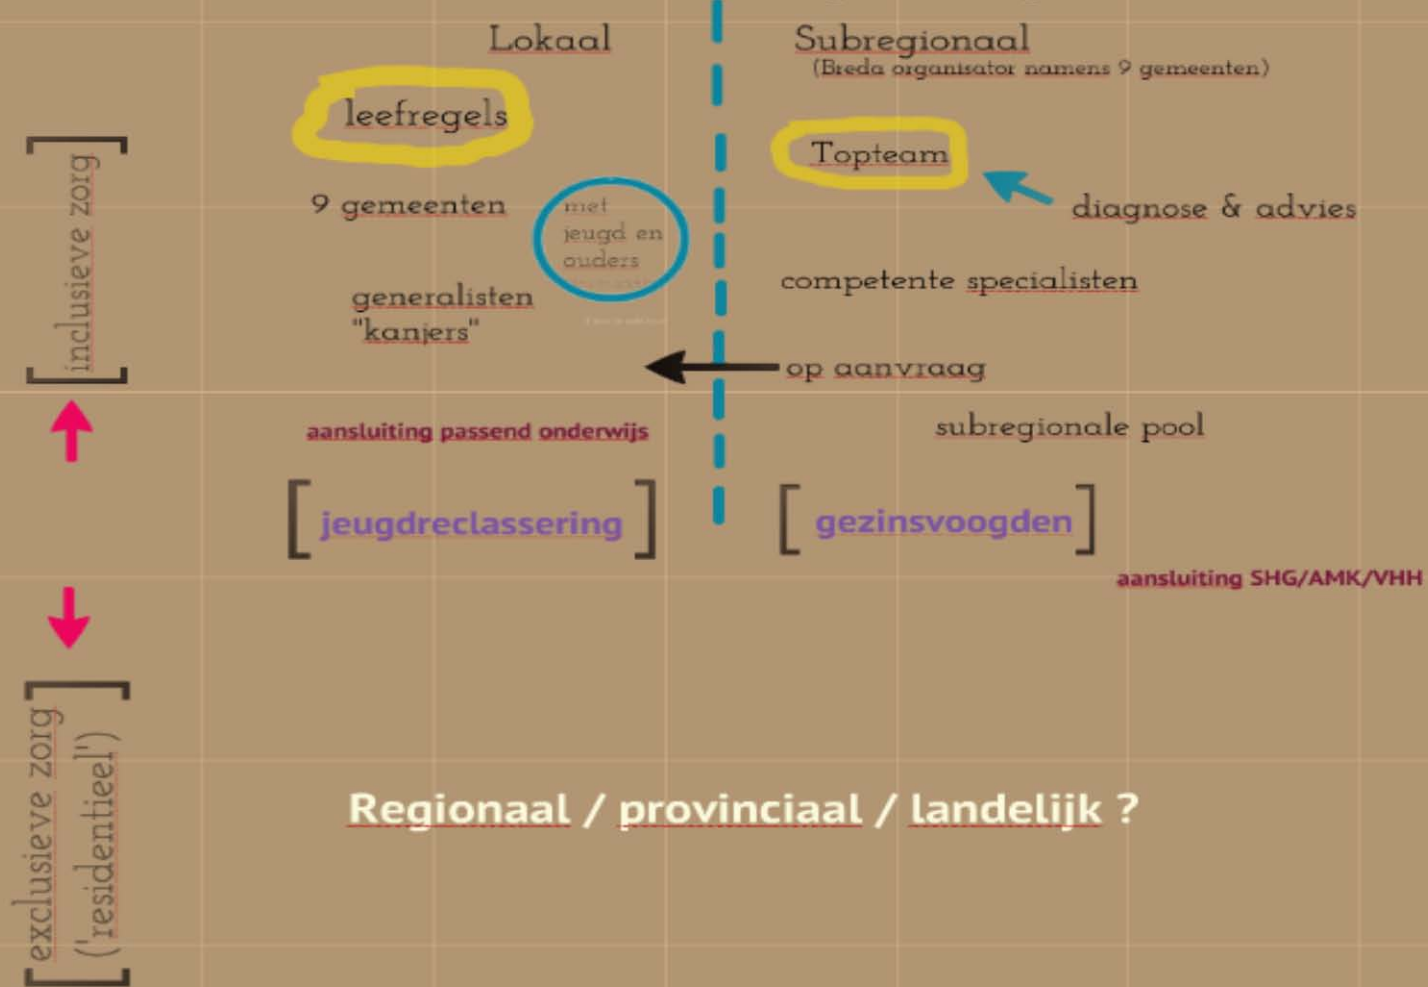 Lokaal
Subregionaal
(Breda organisator namens 9 gemeenten)
leefregels
Topteam
9 gemeenten
met
jeugd en
ouders
diagnose & advies
generalisten
"kanjers"
competente specialisten
op aanvraag
inclusieve zorg
aansluiting passend onderwijs
subregionale pool
jeugdreclassering
gezinsvoogden
aansluiting SHG/AMK/VHH
exclusieve zorg
('residentieel')
Regionaal / provinciaal / landelijk ?